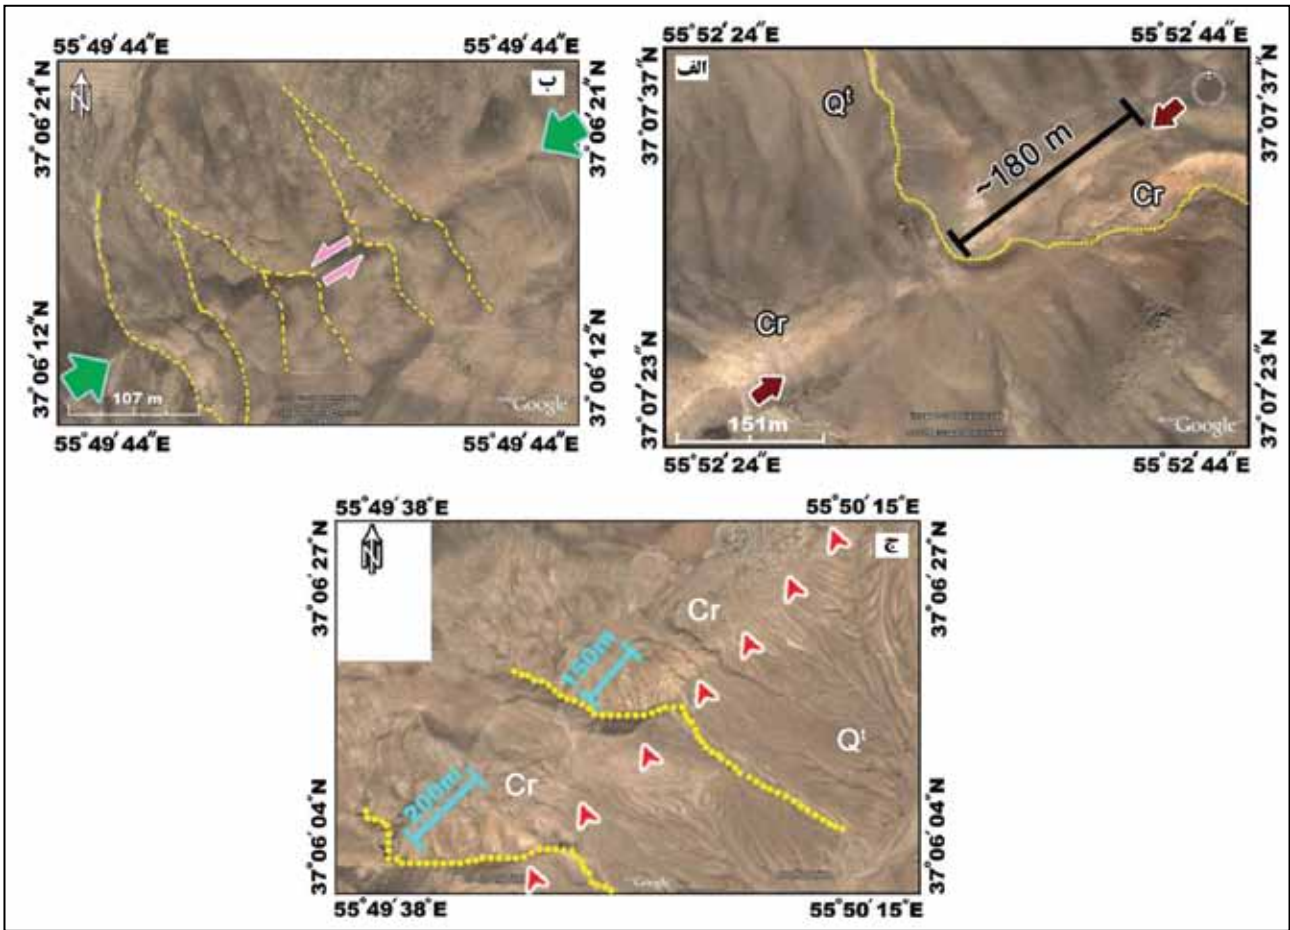 55° 49' 44" E 55° 49' 44" E
ب
N
37° 06' 21" N
37° 06' 21" N
37° 06' 12" N
37° 06' 12" N
107 m
Google
55° 49' 44" E 55° 49' 44" E
55° 52' 24" E 55° 52' 44" E
الف
37° 07' 37" N
37° 07' 37" N
Qt
~180 m
Cr
Cr
37° 07' 23" N
37° 07' 23" N
151m
Google
55° 52' 24" E 55° 52' 44" E
55° 49' 38" E 55° 50' 15" E
ج
N
37° 06' 27" N
37° 06' 27" N
Cr
150m
Qt
200m
Cr
37° 06' 04" N
37° 06' 04" N
Google
55° 49' 38" E 55° 50' 15" E